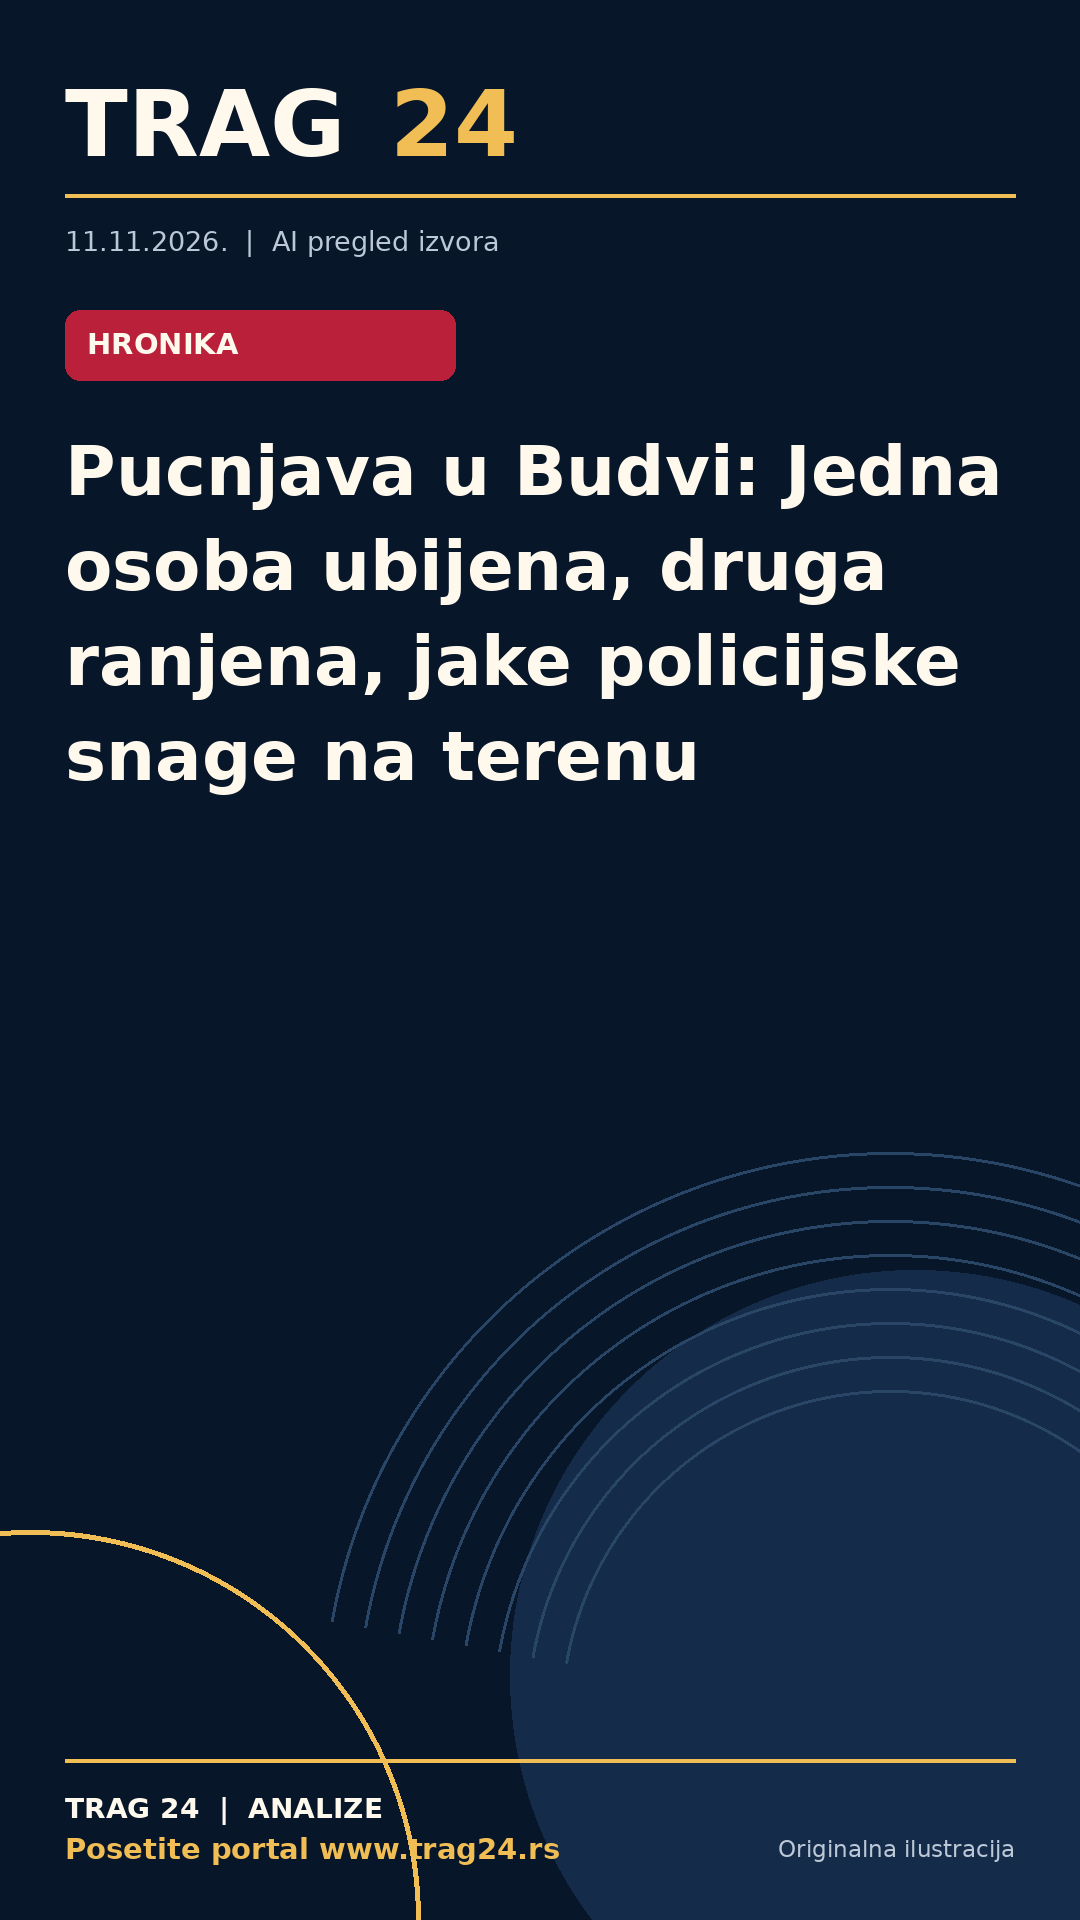 TRAG 24
11.11.2026. | AI pregled izvora
HRONIKA
Pucnjava u Budvi: Jedna
osoba ubijena, druga
ranjena, jake policijske
snage na terenu
TRAG 24 | ANALIZE
Posetite portal www.trag24.rs
Originalna ilustracija